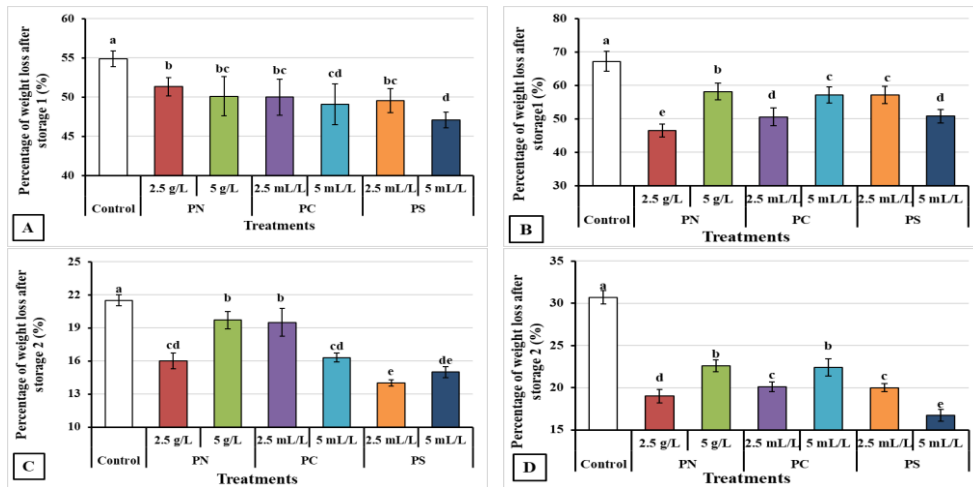 Percentage of weight loss after
storage 1 (%)
60
55
50
45
40
a
b
bc
bc
cd
bc
d
2.5 g/L
5 g/L
2.5 mL/L
5 mL/L
2.5 mL/L
5 mL/L
Control
PN
PC
PS
Treatments
A
Percentage of weight loss after
storage1 (%)
80
70
60
50
40
30
a
e
b
d
c
c
d
2.5 g/L
5 g/L
2.5 mL/L
5 mL/L
2.5 mL/L
5 mL/L
Control
PN
PC
PS
Treatments
B
Percentage of weight loss after
storage 2 (%)
25
22
19
16
13
10
a
cd
b
b
cd
e
de
2.5 g/L
5 g/L
2.5 mL/L
5 mL/L
2.5 mL/L
5 mL/L
Control
PN
PC
PS
Treatments
C
Percentage of weight loss after
storage 2 (%)
35
30
25
20
15
a
d
b
c
b
c
e
2.5 g/L
5 g/L
2.5 mL/L
5 mL/L
2.5 mL/L
5 mL/L
Control
PN
PC
PS
Treatments
D